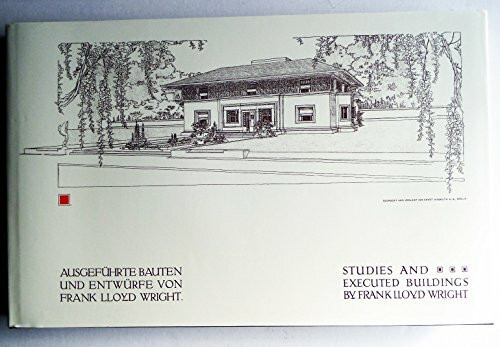 AUSGEFÜHRTE BAUTEN
UND ENTWÜRFE VON
FRANK LLOYD WRIGHT.
STUDIES AND
EXECUTED BUILDINGS
BY FRANK LLOYD WRIGHT